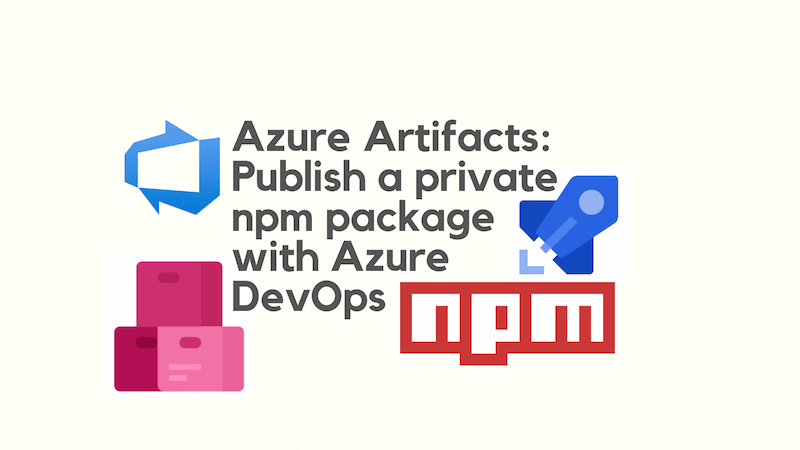 Azure Artifacts:
Publish a private
npm package
with Azure
DevOps
npm